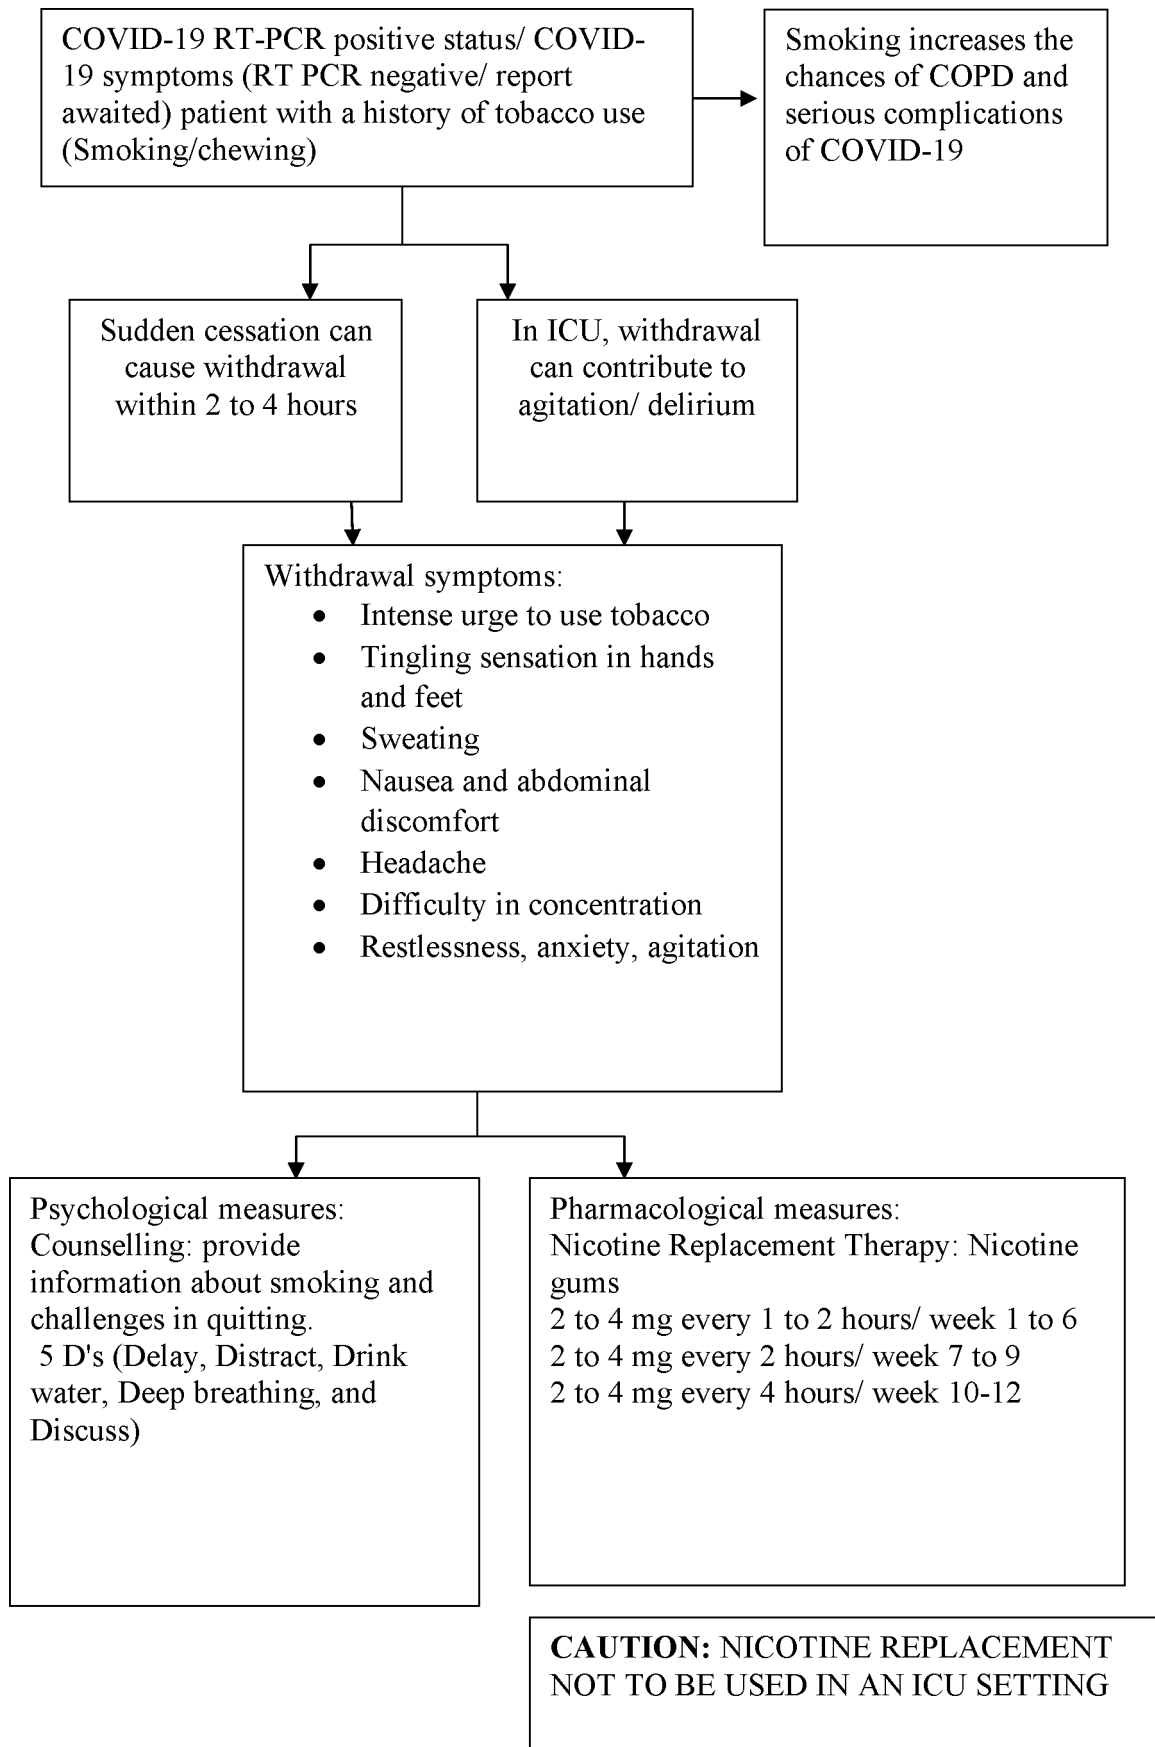 COVID-19 RT-PCR positive status/ COVID-
19 symptoms (RT PCR negative/ report
awaited) patient with a history of tobacco use
(Smoking/chewing)
Smoking increases the
chances of COPD and
serious complications
of COVID-19
Sudden cessation can
cause withdrawal
within 2 to 4 hours
In ICU, withdrawal
can contribute to
agitation/ delirium
Withdrawal symptoms:
• Intense urge to use tobacco
• Tingling sensation in hands
and feet
• Sweating
• Nausea and abdominal
discomfort
• Headache
• Difficulty in concentration
• Restlessness, anxiety, agitation
Psychological measures:
Counselling: provide
information about smoking and
challenges in quitting.
5 D's (Delay, Distract, Drink
water, Deep breathing, and
Discuss)
Pharmacological measures:
Nicotine Replacement Therapy: Nicotine
gums
2 to 4 mg every 1 to 2 hours/ week 1 to 6
2 to 4 mg every 2 hours/ week 7 to 9
2 to 4 mg every 4 hours/ week 10-12
CAUTION: NICOTINE REPLACEMENT
NOT TO BE USED IN AN ICU SETTING